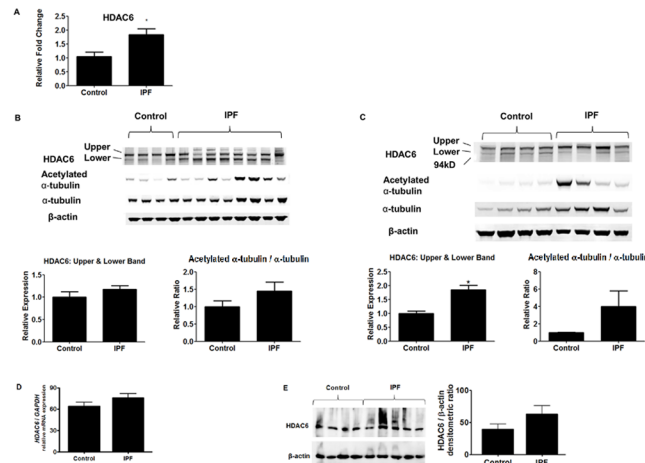 A
HDAC6
*
Relative Fold Change
2.5
2.0
1.5
1.0
0.5
0.0
Control
IPF
B
Control
IPF
Upper
HDAC6
Lower
Acetylated
α-tubulin
α-tubulin
β-actin
HDAC6: Upper & Lower Band
Relative Expression
1.5
1.0
0.5
0.0
Control
IPF
Acetylated α-tubulin / α-tubulin
Relative Ratio
2.0
1.5
1.0
0.5
0.0
Control
IPF
C
Control
IPF
Upper
HDAC6
Lower
94kD
Acetylated
α-tubulin
α-tubulin
β-actin
HDAC6: Upper & Lower Band
Relative Expression
2.5
2.0
1.5
1.0
0.5
0.0
*
Control
IPF
Acetylated α-tubulin / α-tubulin
Relative Ratio
8
6
4
2
0
Control
IPF
D
HDAC6 / GAPDH
relative mRNA expression
90
60
30
0
Control
IPF
E
Control
IPF
HDAC6
β-actin
HDAC6 / β-actin
densitometric ratio
100
50
0
Control
IPF